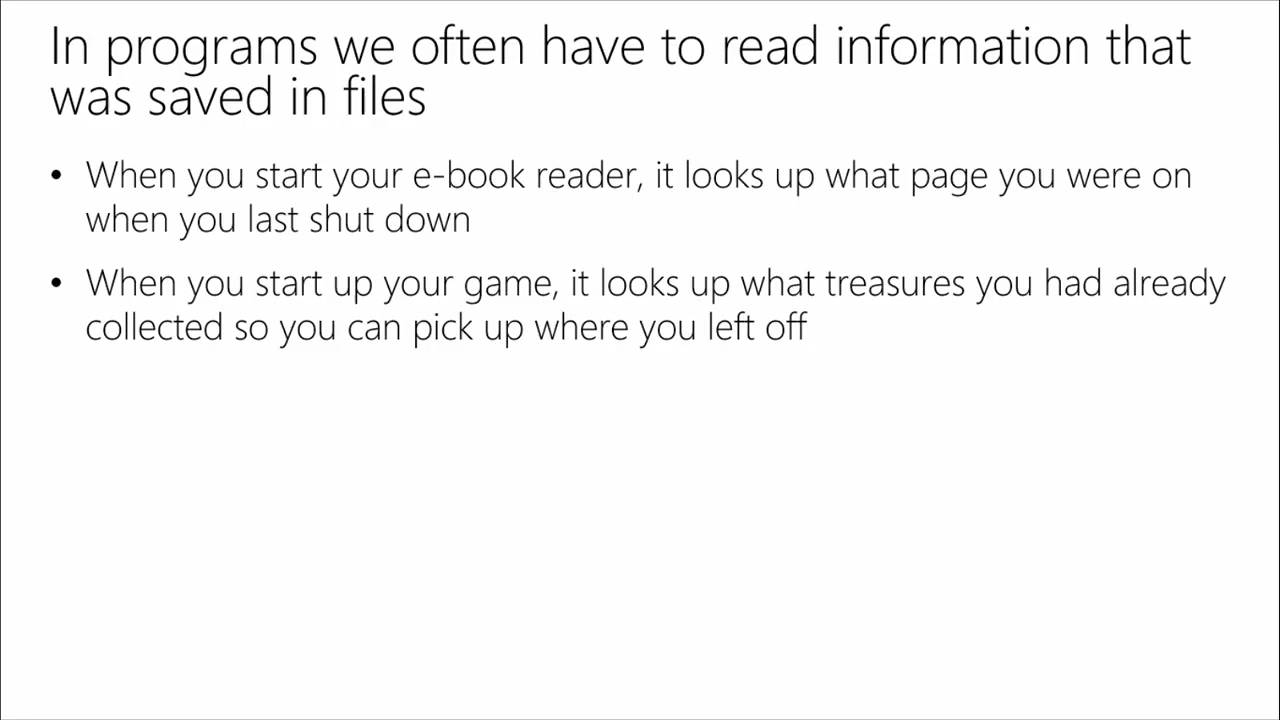 In programs we often have to read information that
was saved in files
• When you start your e-book reader, it looks up what page you were on
when you last shut down
• When you start up your game, it looks up what treasures you had already
collected so you can pick up where you left off